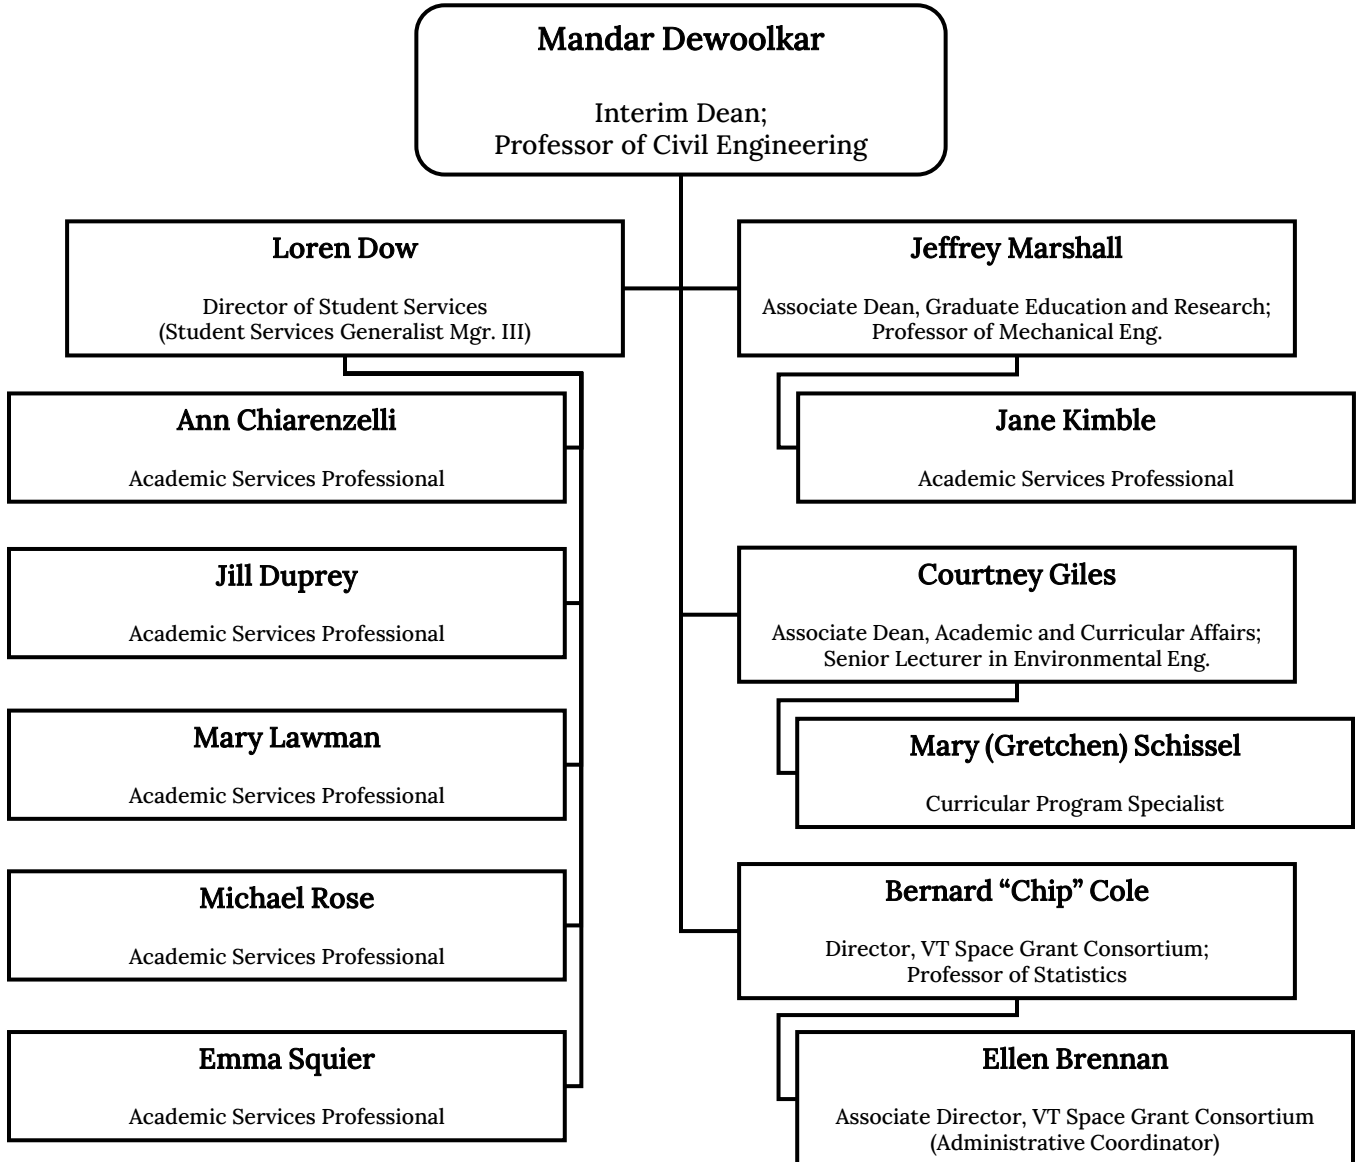 Mandar Dewoolkar
Interim Dean;
Professor of Civil Engineering
Loren Dow
Director of Student Services
(Student Services Generalist Mgr. III)
Jeffrey Marshall
Associate Dean, Graduate Education and Research;
Professor of Mechanical Eng.
Ann Chiarenzelli
Academic Services Professional
Jane Kimble
Academic Services Professional
Jill Duprey
Academic Services Professional
Courtney Giles
Associate Dean, Academic and Curricular Affairs;
Senior Lecturer in Environmental Eng.
Mary Lawman
Academic Services Professional
Mary (Gretchen) Schissel
Curricular Program Specialist
Michael Rose
Academic Services Professional
Bernard “Chip” Cole
Director, VT Space Grant Consortium;
Professor of Statistics
Emma Squier
Academic Services Professional
Ellen Brennan
Associate Director, VT Space Grant Consortium
(Administrative Coordinator)